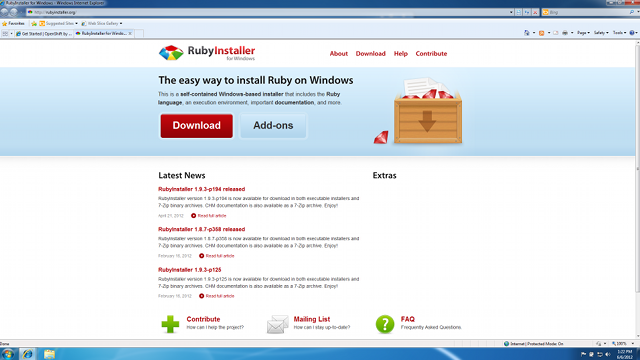 RubyInstaller for Windows - Windows Internet Explorer
http://rubyinstaller.org/
Bing
Favorites
Suggested Sites
Web Slice Gallery
Get Started | OpenShift by ...
RubyInstaller for Windo...
Page
Safety
Tools
RubyInstaller
for Windows
About
Download
Help
Contribute
The easy way to install Ruby on Windows
This is a self-contained Windows-based installer that includes the Ruby
language, an execution environment, important documentation, and more.
Download
Add-ons
Latest News
Extras
RubyInstaller 1.9.3-p194 released
RubyInstaller version 1.9.3-p194 is now available for download in both executable installers and
7-Zip binary archives. CHM documentation is also available as a 7-Zip archive. Enjoy!
April 21, 2012
Read full article
RubyInstaller 1.8.7-p358 released
RubyInstaller version 1.8.7-p358 is now available for download in both executable installers and
7-Zip binary archives. CHM documentation is also available as a 7-Zip archive. Enjoy!
February 16, 2012
Read full article
RubyInstaller 1.9.3-p125
RubyInstaller version 1.9.3-p125 is now available for download in both executable installers and
7-Zip binary archives. CHM documentation is also available as a 7-Zip archive. Enjoy!
February 16, 2012
Read full article
Contribute
How can I help the project?
Mailing List
How can I stay up-to-date?
FAQ
Frequently Asked Questions.
Internet | Protected Mode: On
100%
1:22 PM